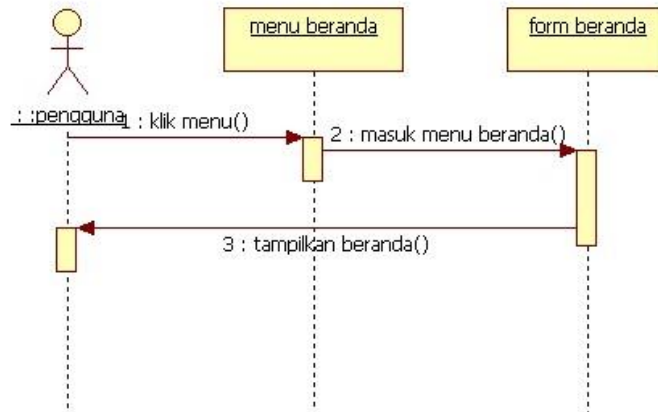 menu beranda
form beranda
: :pengguna
1 : klik menu()
2 : masuk menu beranda()
3 : tampilkan beranda()